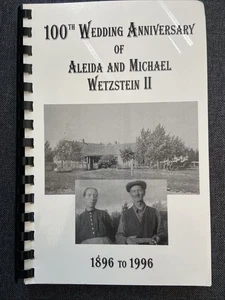 100TH WEDDING ANNIVERSARY
OF
ALEIDA AND MICHAEL
WETZSTEIN II
1896 TO 1996